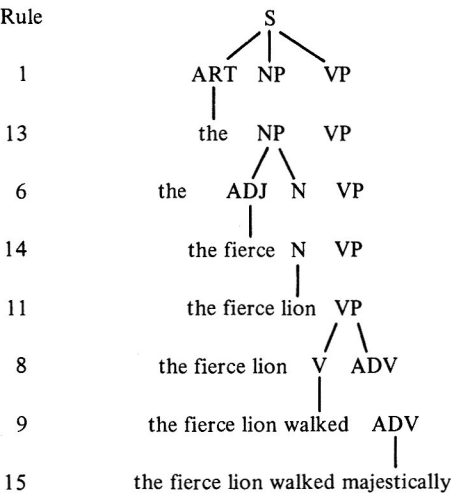 Rule S
1 ART NP VP
13 the NP VP
6 the ADJ N VP
14 the fierce N VP
11 the fierce lion VP
8 the fierce lion V ADV
9 the fierce lion walked ADV
15 the fierce lion walked majestically